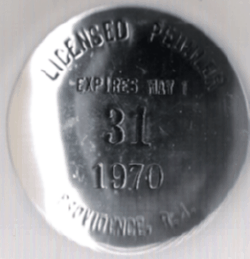 LICENSED PEDDLER
EXPIRES MAY 1
31
1970
PROVIDENCE, R.I.